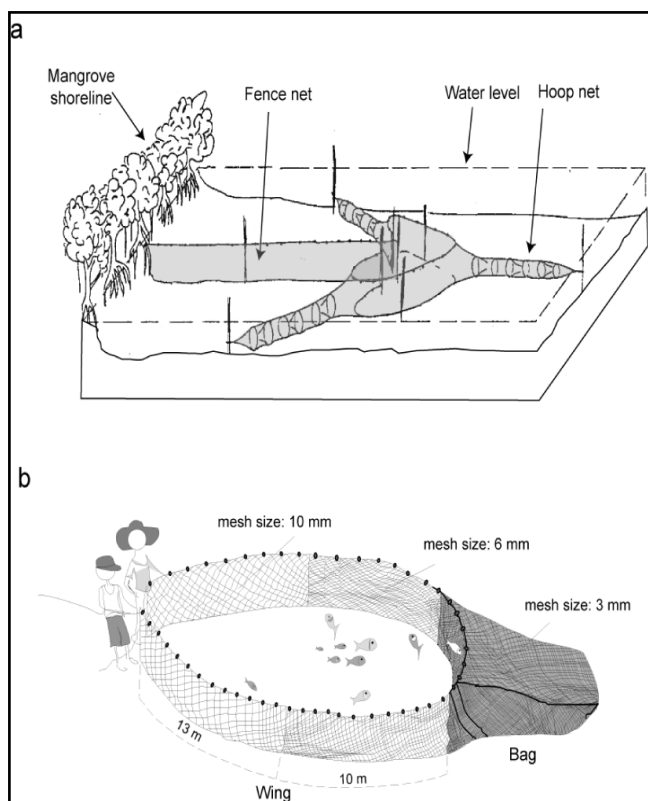 a
Mangrove
shoreline
Fence net
Water level
Hoop net
b
mesh size: 10 mm
mesh size: 6 mm
mesh size: 3 mm
13 m
10 m
Wing
Bag